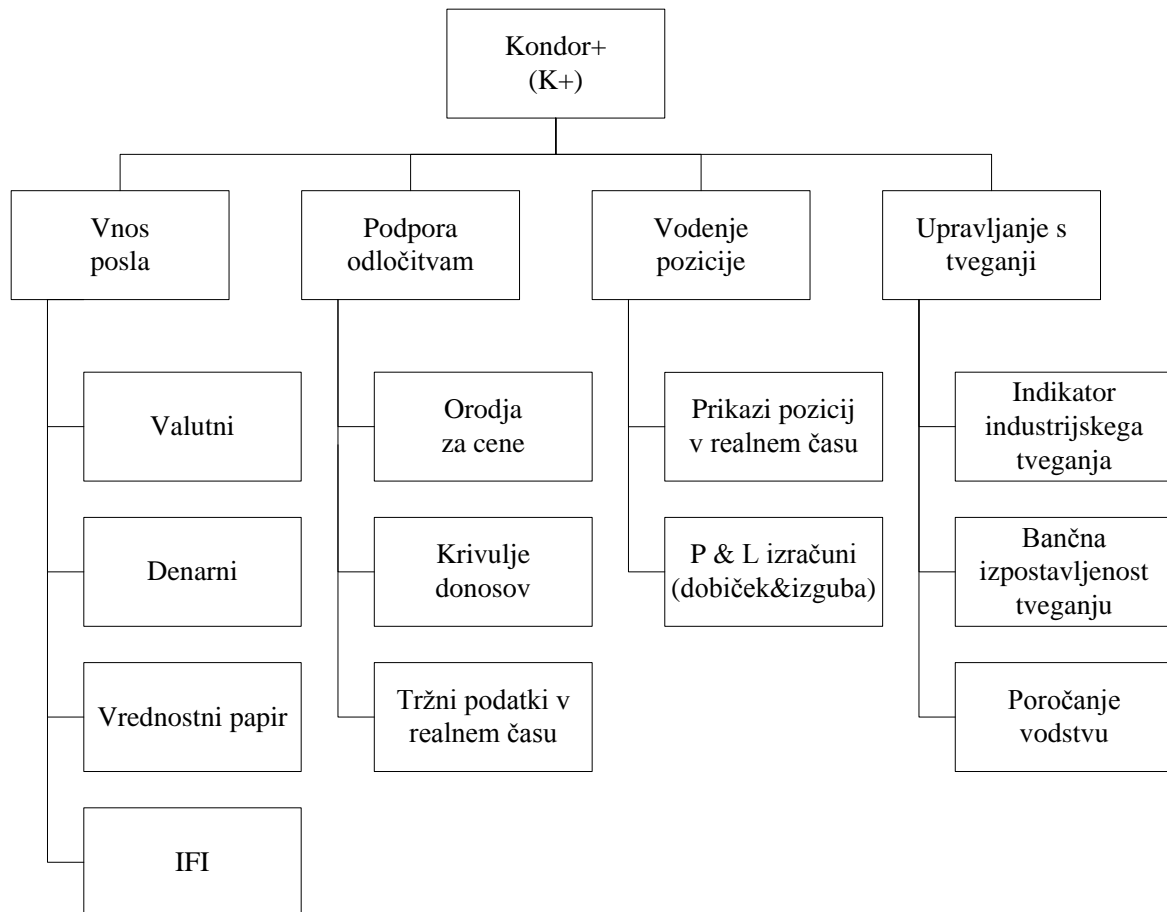 Kondor+
(K+)
Vnos
posla
Podpora
odločitvam
Vodenje
pozicije
Upravljanje s
tveganji
Valutni
Denarni
Vrednostni papir
IFI
Orodja
za cene
Krivulje
donosov
Tržni podatki v
realnem času
Prikazi pozicij
v realnem času
P & L izračuni
(dobiček&izguba)
Indikator
industrijskega
tveganja
Bančna
izpostavljenost
tveganju
Poročanje
vodstvu